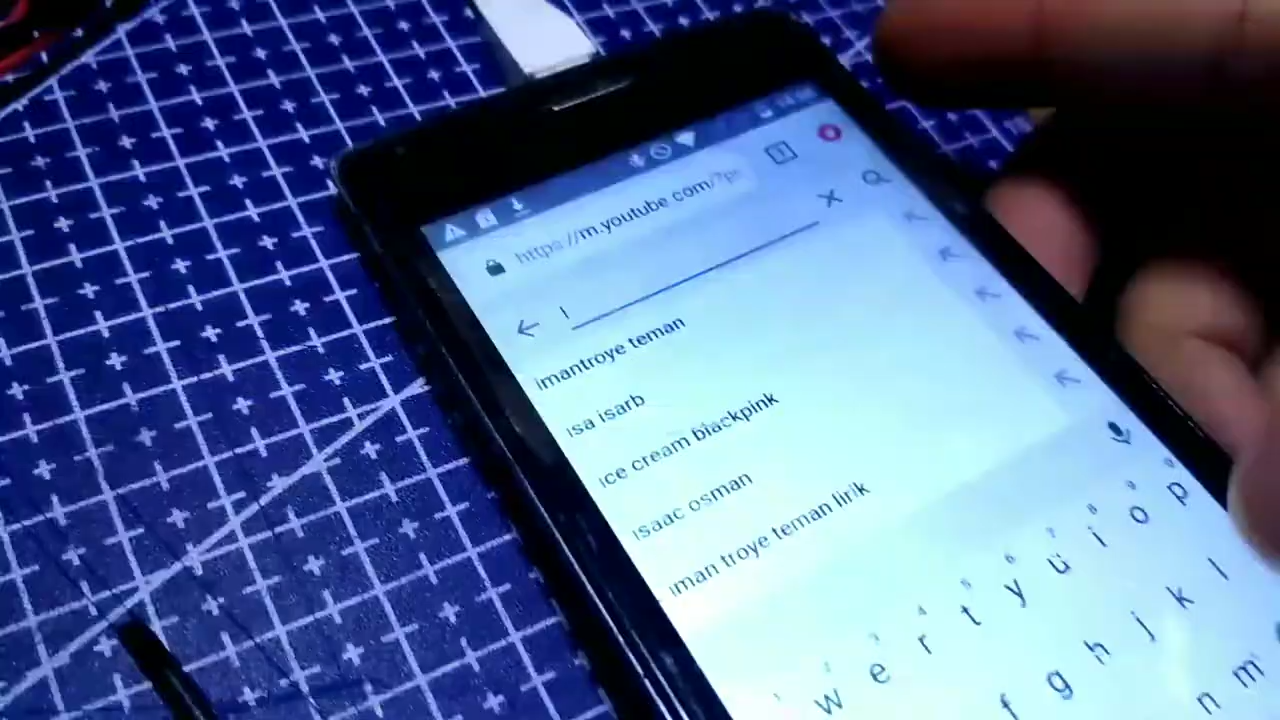 https://m.youtube.com/?p
I
imantroye teman
isa isarb
ice cream blackpink
isaac osman
iman troye teman lirik
w e r t y u i o p
f g h j k l
n m